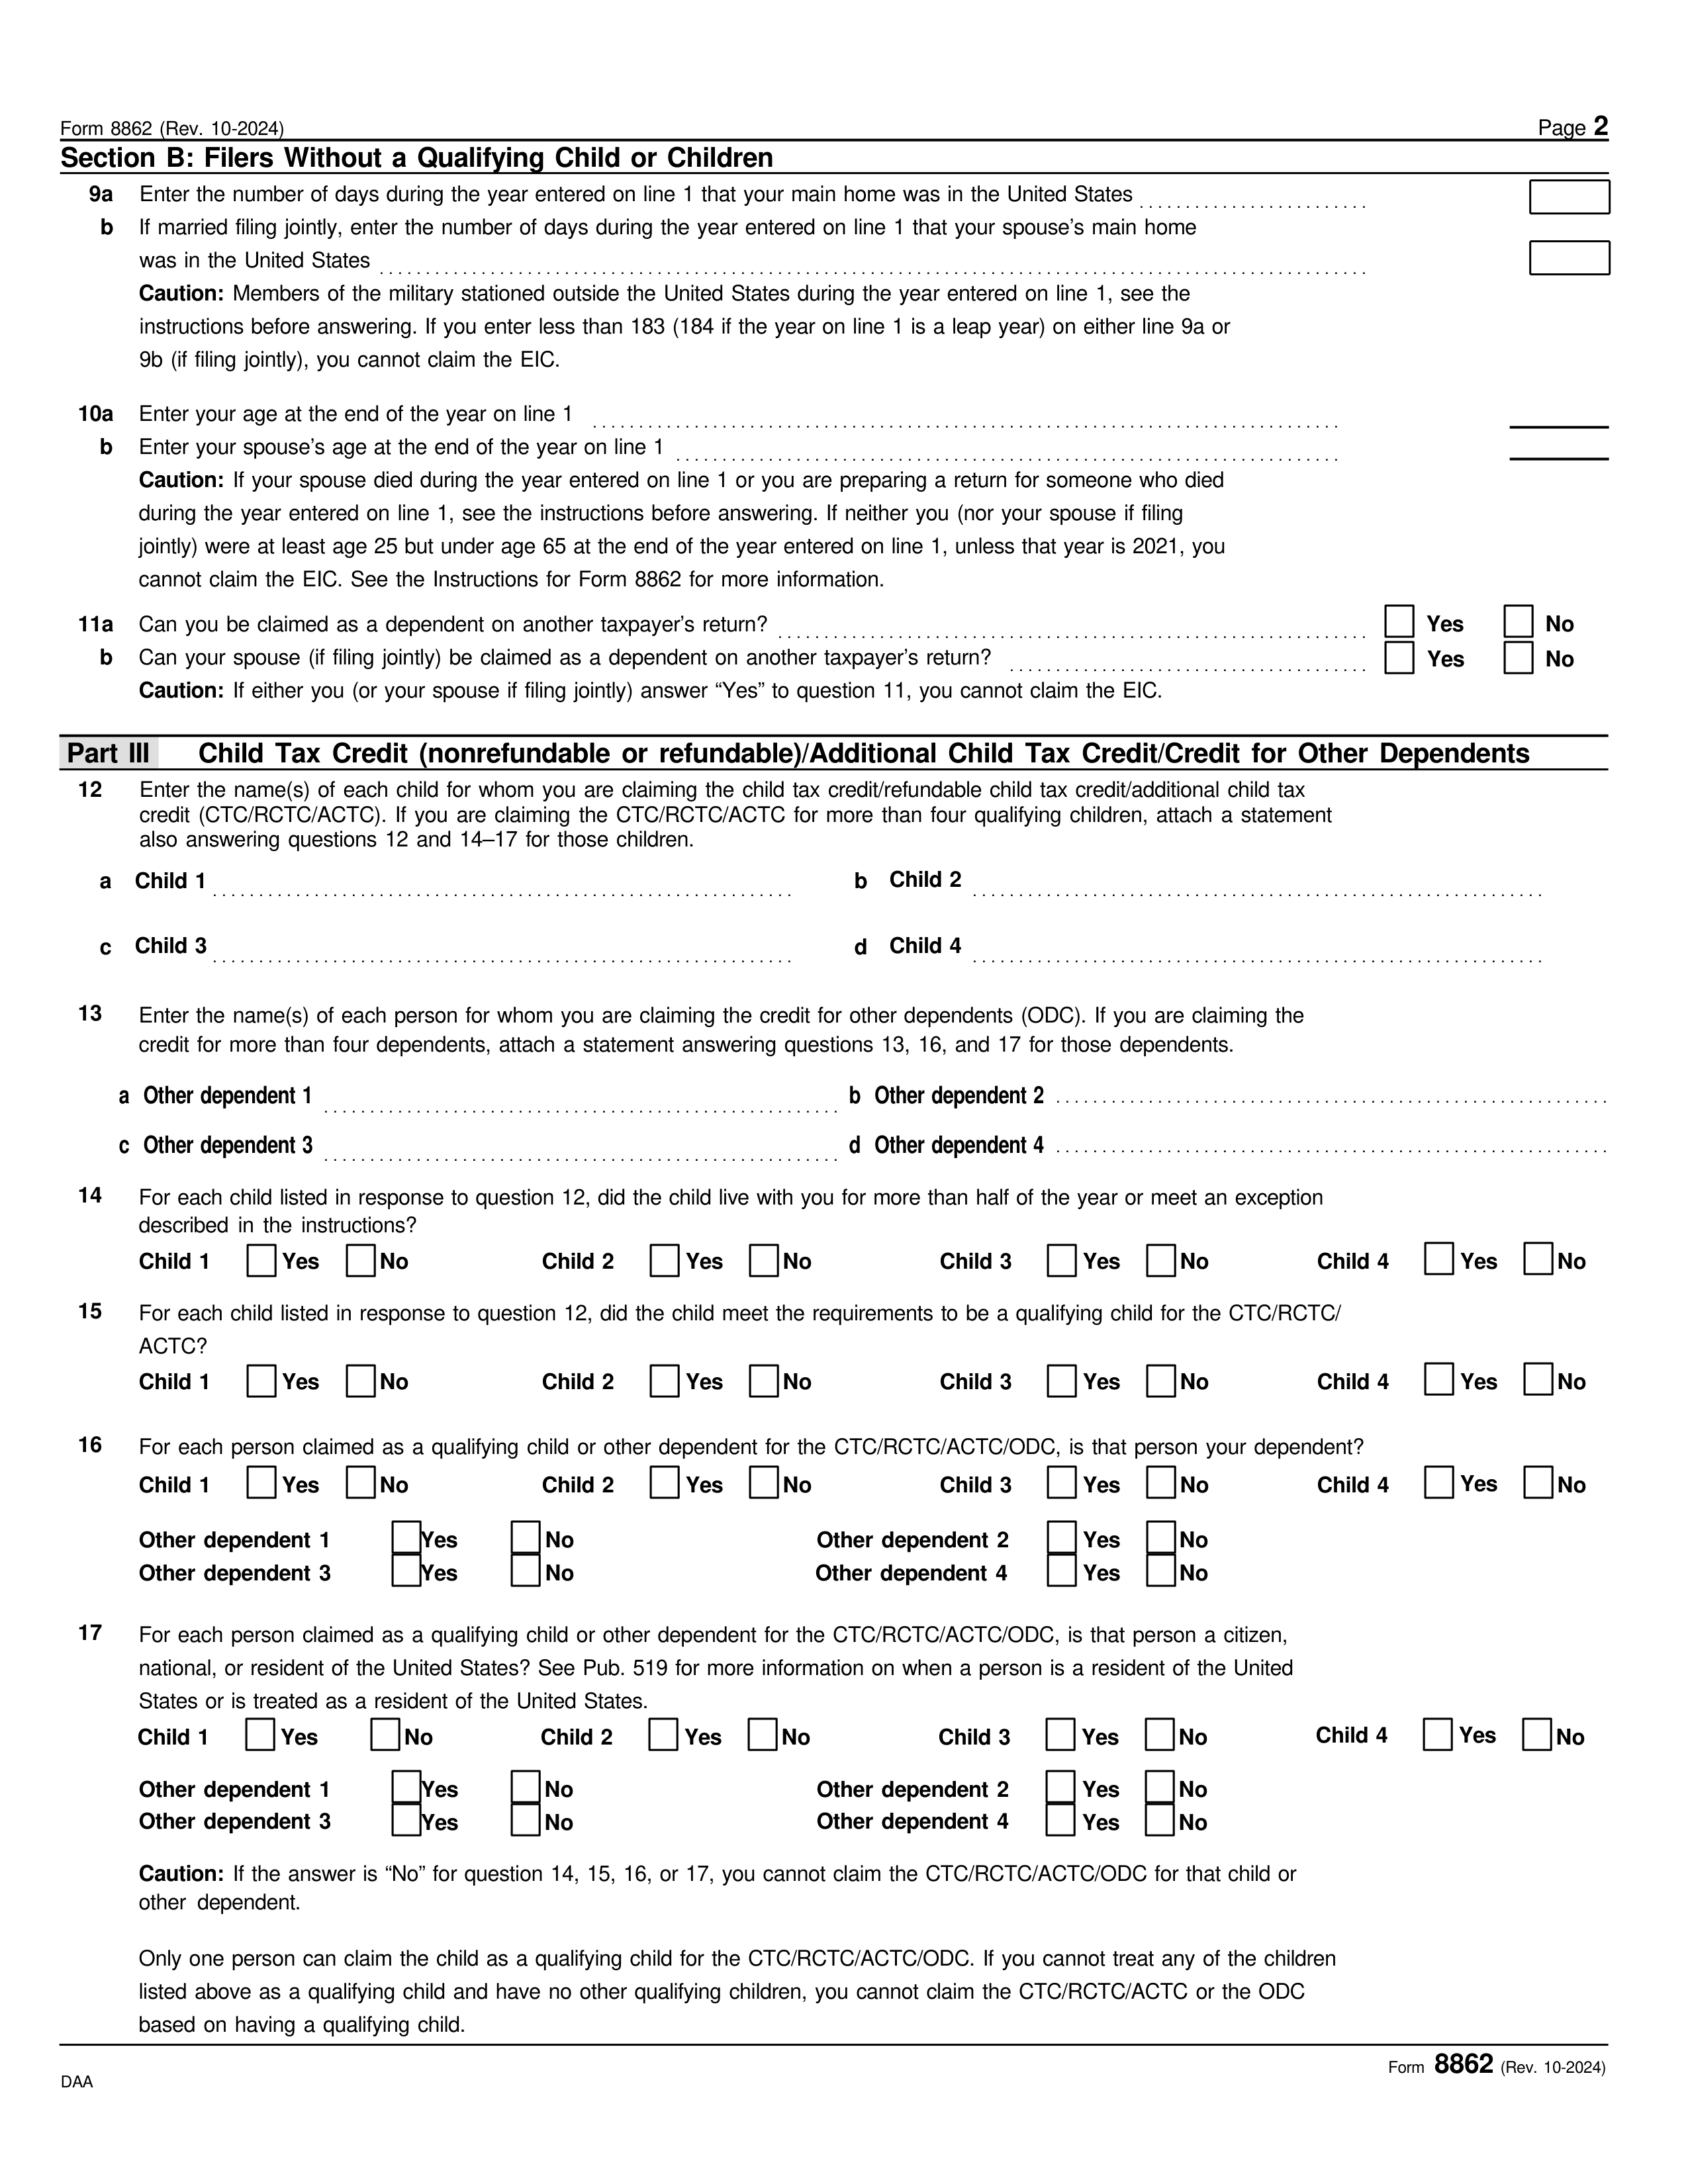 Form 8862 (Rev. 10-2024) Page 2
Section B: Filers Without a Qualifying Child or Children
9a Enter the number of days during the year entered on line 1 that your main home was in the United States
b If married filing jointly, enter the number of days during the year entered on line 1 that your spouse's main home
was in the United States
Caution: Members of the military stationed outside the United States during the year entered on line 1, see the
instructions before answering. If you enter less than 183 (184 if the year on line 1 is a leap year) on either line 9a or
9b (if filing jointly), you cannot claim the EIC.
10a Enter your age at the end of the year on line 1
b Enter your spouse's age at the end of the year on line 1
Caution: If your spouse died during the year entered on line 1 or you are preparing a return for someone who died
during the year entered on line 1, see the instructions before answering. If neither you (nor your spouse if filing
jointly) were at least age 25 but under age 65 at the end of the year entered on line 1, unless that year is 2021, you
cannot claim the EIC. See the Instructions for Form 8862 for more information.
11a Can you be claimed as a dependent on another taxpayer's return? Yes No
b Can your spouse (if filing jointly) be claimed as a dependent on another taxpayer's return? Yes No
Caution: If either you (or your spouse if filing jointly) answer “Yes” to question 11, you cannot claim the EIC.
Part III Child Tax Credit (nonrefundable or refundable)/Additional Child Tax Credit/Credit for Other Dependents
12 Enter the name(s) of each child for whom you are claiming the child tax credit/refundable child tax credit/additional child tax
credit (CTC/RCTC/ACTC). If you are claiming the CTC/RCTC/ACTC for more than four qualifying children, attach a statement
also answering questions 12 and 14–17 for those children.
a Child 1 b Child 2
c Child 3 d Child 4
13 Enter the name(s) of each person for whom you are claiming the credit for other dependents (ODC). If you are claiming the
credit for more than four dependents, attach a statement answering questions 13, 16, and 17 for those dependents.
a Other dependent 1 b Other dependent 2
c Other dependent 3 d Other dependent 4
14 For each child listed in response to question 12, did the child live with you for more than half of the year or meet an exception
described in the instructions?
Child 1 Yes No Child 2 Yes No Child 3 Yes No Child 4 Yes No
15 For each child listed in response to question 12, did the child meet the requirements to be a qualifying child for the CTC/RCTC/
ACTC?
Child 1 Yes No Child 2 Yes No Child 3 Yes No Child 4 Yes No
16 For each person claimed as a qualifying child or other dependent for the CTC/RCTC/ACTC/ODC, is that person your dependent?
Child 1 Yes No Child 2 Yes No Child 3 Yes No Child 4 Yes No
Other dependent 1 Yes No Other dependent 2 Yes No
Other dependent 3 Yes No Other dependent 4 Yes No
17 For each person claimed as a qualifying child or other dependent for the CTC/RCTC/ACTC/ODC, is that person a citizen,
national, or resident of the United States? See Pub. 519 for more information on when a person is a resident of the United
States or is treated as a resident of the United States.
Child 1 Yes No Child 2 Yes No Child 3 Yes No Child 4 Yes No
Other dependent 1 Yes No Other dependent 2 Yes No
Other dependent 3 Yes No Other dependent 4 Yes No
Caution: If the answer is “No” for question 14, 15, 16, or 17, you cannot claim the CTC/RCTC/ACTC/ODC for that child or
other dependent.
Only one person can claim the child as a qualifying child for the CTC/RCTC/ACTC/ODC. If you cannot treat any of the children
listed above as a qualifying child and have no other qualifying children, you cannot claim the CTC/RCTC/ACTC or the ODC
based on having a qualifying child.
Form 8862 (Rev. 10-2024)
DAA